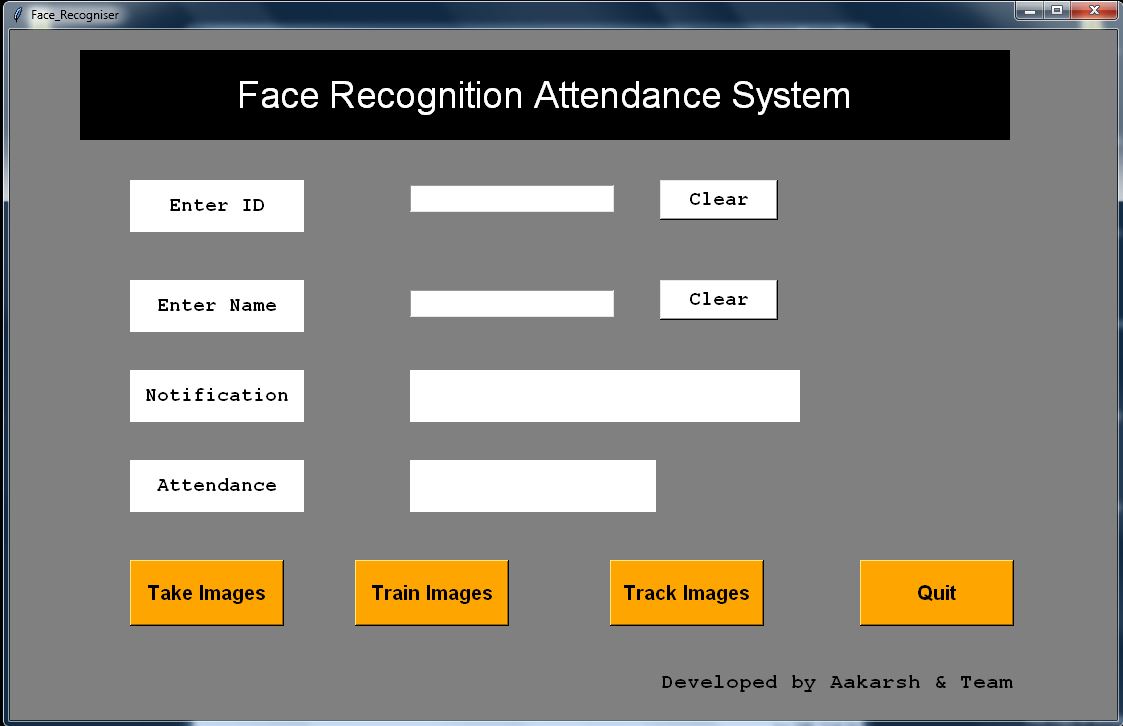 Face_Recogniser
Face Recognition Attendance System
Enter ID
Clear
Enter Name
Clear
Notification
Attendance
Take Images
Train Images
Track Images
Quit
Developed by Aakarsh & Team